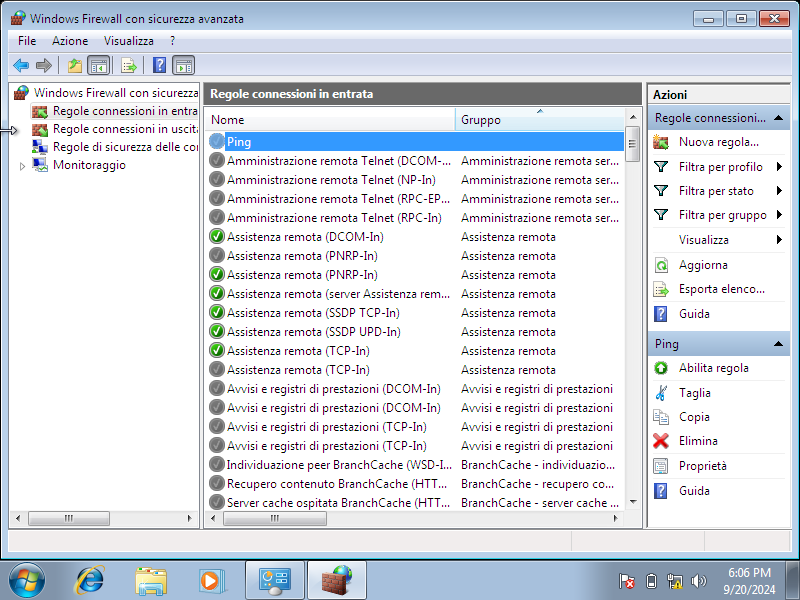 Windows Firewall con sicurezza avanzata
File Azione Visualizza ?
Windows Firewall con sicurezza
Regole connessioni in entra
Regole connessioni in uscita
Regole di sicurezza delle co
Monitoraggio
Regole connessioni in entrata
Nome Gruppo
Ping
Amministrazione remota Telnet (DCOM-... Amministrazione remota ser...
Amministrazione remota Telnet (NP-In) Amministrazione remota ser...
Amministrazione remota Telnet (RPC-EP... Amministrazione remota ser...
Amministrazione remota Telnet (RPC-In) Amministrazione remota ser...
Assistenza remota (DCOM-In) Assistenza remota
Assistenza remota (PNRP-In) Assistenza remota
Assistenza remota (PNRP-In) Assistenza remota
Assistenza remota (server Assistenza rem... Assistenza remota
Assistenza remota (SSDP TCP-In) Assistenza remota
Assistenza remota (SSDP UPD-In) Assistenza remota
Assistenza remota (TCP-In) Assistenza remota
Assistenza remota (TCP-In) Assistenza remota
Avvisi e registri di prestazioni (DCOM-In) Avvisi e registri di prestazioni
Avvisi e registri di prestazioni (DCOM-In) Avvisi e registri di prestazioni
Avvisi e registri di prestazioni (TCP-In) Avvisi e registri di prestazioni
Avvisi e registri di prestazioni (TCP-In) Avvisi e registri di prestazioni
Individuazione peer BranchCache (WSD-I... BranchCache - individuazio...
Recupero contenuto BranchCache (HTT... BranchCache - recupero co...
Server cache ospitata BranchCache (HTT... BranchCache - server cache ...
Azioni
Regole connessioni...
Nuova regola...
Filtra per profilo
Filtra per stato
Filtra per gruppo
Visualizza
Aggiorna
Esporta elenco...
Guida
Ping
Abilita regola
Taglia
Copia
Elimina
Proprietà
Guida
6:06 PM
9/20/2024